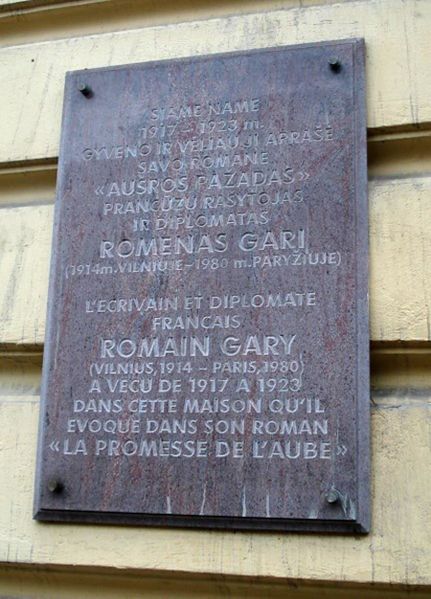 ŠIAME NAME
1917 - 1923 m.
GYVENO IR VĖLIAU JĮ APRAŠĖ
SAVO ROMANE
«AUŠROS PAŽADAS»
PRANCŪZŲ RAŠYTOJAS
IR DIPLOMATAS
ROMENAS GARI
(1914m.VILNIUJE-1980 m.PARYŽIUJE)
L'ECRIVAIN ET DIPLOMATE
FRANCAIS
ROMAIN GARY
(VILNIUS,1914 – PARIS,1980)
A VECU DE 1917 A 1923
DANS CETTE MAISON QU'IL
EVOQUE DANS SON ROMAN
«LA PROMESSE DE L'AUBE»